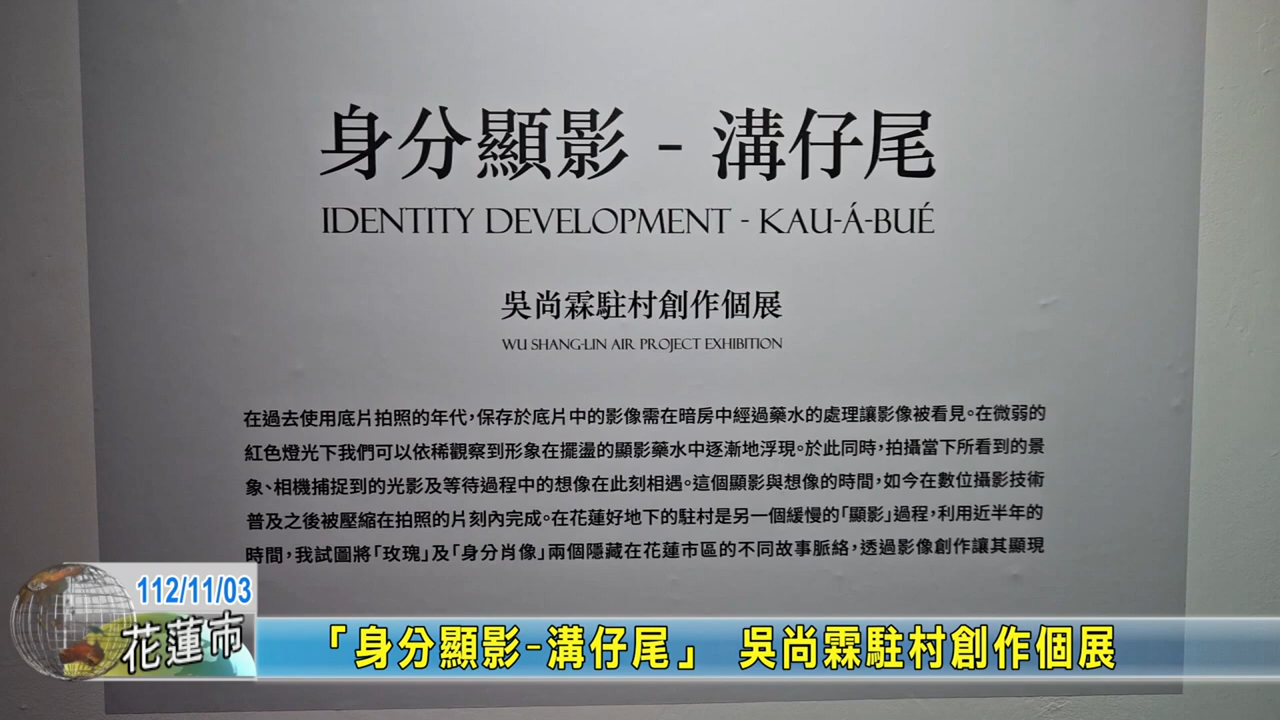 身分顯影 - 溝仔尾
IDENTITY DEVELOPMENT - KAU-Á-BUÉ
吳尚霖駐村創作個展
WU SHANG-LIN AIR PROJECT EXHIBITION
在過去使用底片拍照的年代，保存於底片中的影像需在暗房中經過藥水的處理讓影像被看見。在微弱的
紅色燈光下我們可以依稀觀察到形象在擺盪的顯影藥水中逐漸地浮現。於此同時，拍攝當下所看到的景
象、相機捕捉到的光影及等待過程中的想像在此刻相遇。這個顯影與想像的時間，如今在數位攝影技術
普及之後被壓縮在拍照的片刻內完成。在花蓮好地下的駐村是另一個緩慢的「顯影」過程，利用近半年的
時間，我試圖將「玫瑰」及「身分肖像」兩個隱藏在花蓮市區的不同故事脈絡，透過影像創作讓其顯現
112/11/03
花蓮市
「身分顯影-溝仔尾」 吳尚霖駐村創作個展